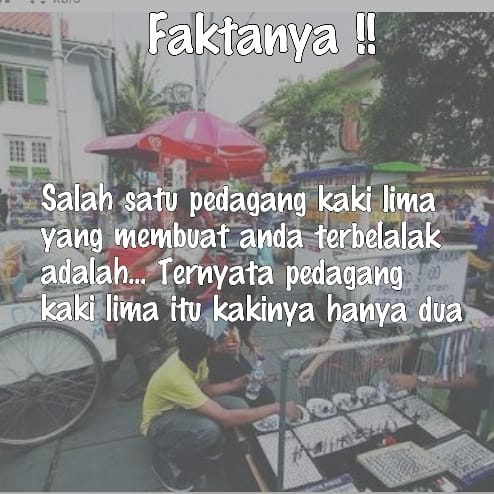 Faktanya !!
Salah satu pedagang kaki lima
yang membuat anda terbelalak
adalah... Ternyata pedagang
kaki lima itu kakinya hanya dua